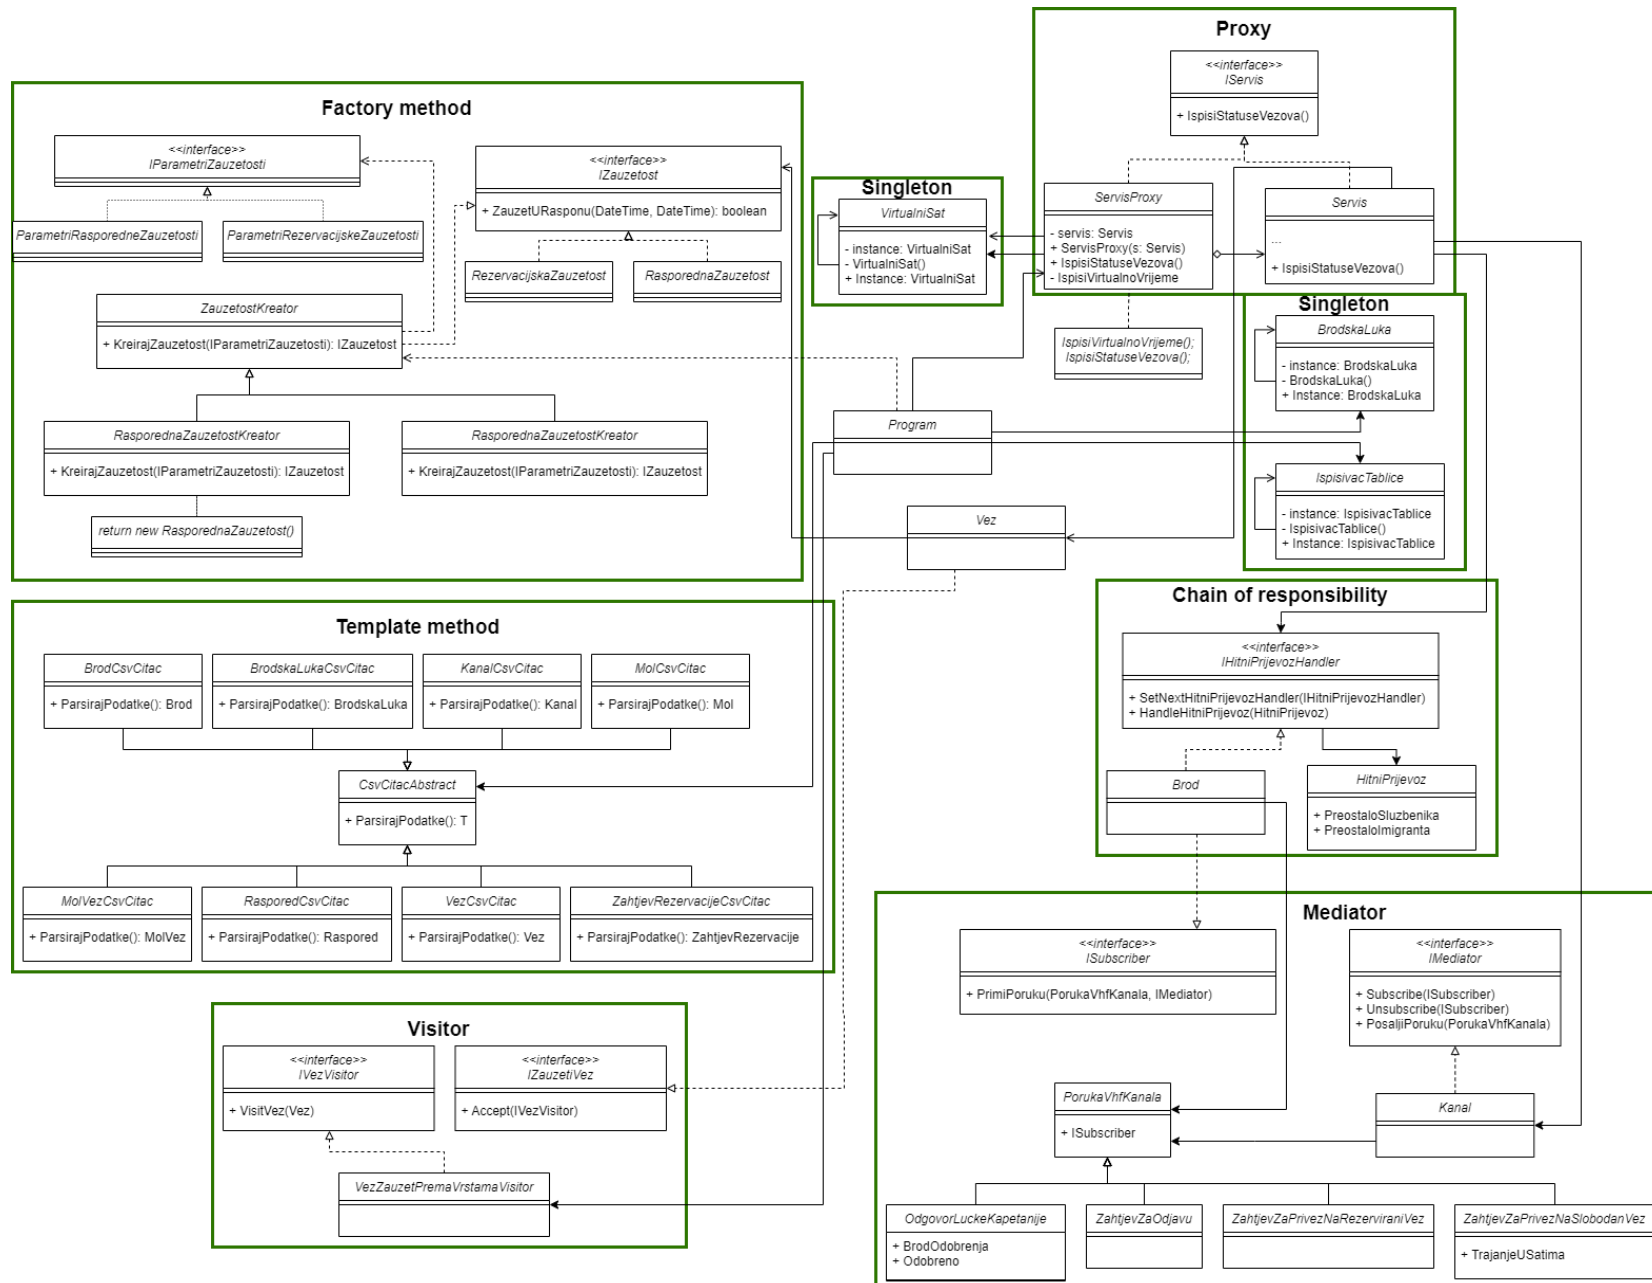 Proxy
<<interface>>
IServis
+ IspisiStatuseVezova()
ServisProxy
- servis: Servis
+ ServisProxy(s: Servis)
+ IspisiStatuseVezova()
- IspisiVirtualnoVrijeme
Servis
...
+ IspisiStatuseVezova()
IspisiVirtualnoVrijeme();
IspisiStatuseVezova();
Factory method
<<interface>>
IParametriZauzetosti
<<interface>>
IZauzetost
+ ZauzetURasponu(DateTime, DateTime): boolean
ParametriRasporedneZauzetosti
ParametriRezervacijskeZauzetosti
RezervacijskaZauzetost
RasporednaZauzetost
ZauzetostKreator
+ KreirajZauzetost(IParametriZauzetosti): IZauzetost
RasporednaZauzetostKreator
+ KreirajZauzetost(IParametriZauzetosti): IZauzetost
RasporednaZauzetostKreator
+ KreirajZauzetost(IParametriZauzetosti): IZauzetost
return new RasporednaZauzetost()
Singleton
VirtualniSat
- instance: VirtualniSat
- VirtualniSat()
+ Instance: VirtualniSat
Singleton
BrodskaLuka
- instance: BrodskaLuka
- BrodskaLuka()
+ Instance: BrodskaLuka
IspisivacTablice
- instance: IspisivacTablice
- IspisivacTablice()
+ Instance: IspisivacTablice
Program
Vez
Template method
BrodCsvCitac
+ ParsirajPodatke(): Brod
BrodskaLukaCsvCitac
+ ParsirajPodatke(): BrodskaLuka
KanalCsvCitac
+ ParsirajPodatke(): Kanal
MolCsvCitac
+ ParsirajPodatke(): Mol
CsvCitacAbstract
+ ParsirajPodatke(): T
MolVezCsvCitac
+ ParsirajPodatke(): MolVez
RasporedCsvCitac
+ ParsirajPodatke(): Raspored
VezCsvCitac
+ ParsirajPodatke(): Vez
ZahtjevRezervacijeCsvCitac
+ ParsirajPodatke(): ZahtjevRezervacije
Chain of responsibility
<<interface>>
IHitniPrijevozHandler
+ SetNextHitniPrijevozHandler(IHitniPrijevozHandler)
+ HandleHitniPrijevoz(HitniPrijevoz)
Brod
HitniPrijevoz
+ PreostaloSluzbenika
+ PreostaloImigranta
Visitor
<<interface>>
IVezVisitor
+ VisitVez(Vez)
<<interface>>
IZauzetiVez
+ Accept(IVezVisitor)
VezZauzetPremaVrstamaVisitor
Mediator
<<interface>>
ISubscriber
+ PrimiPoruku(PorukaVhfKanala, IMediator)
<<interface>>
IMediator
+ Subscribe(ISubscriber)
+ Unsubscribe(ISubscriber)
+ PosaljiPoruku(PorukaVhfKanala)
PorukaVhfKanala
+ ISubscriber
Kanal
OdgovorLuckeKapetanije
+ BrodOdobrenja
+ Odobreno
ZahtjevZaOdjavu
ZahtjevZaPrivezNaRezerviraniVez
ZahtjevZaPrivezNaSlobodanVez
+ TrajanjeUSatima